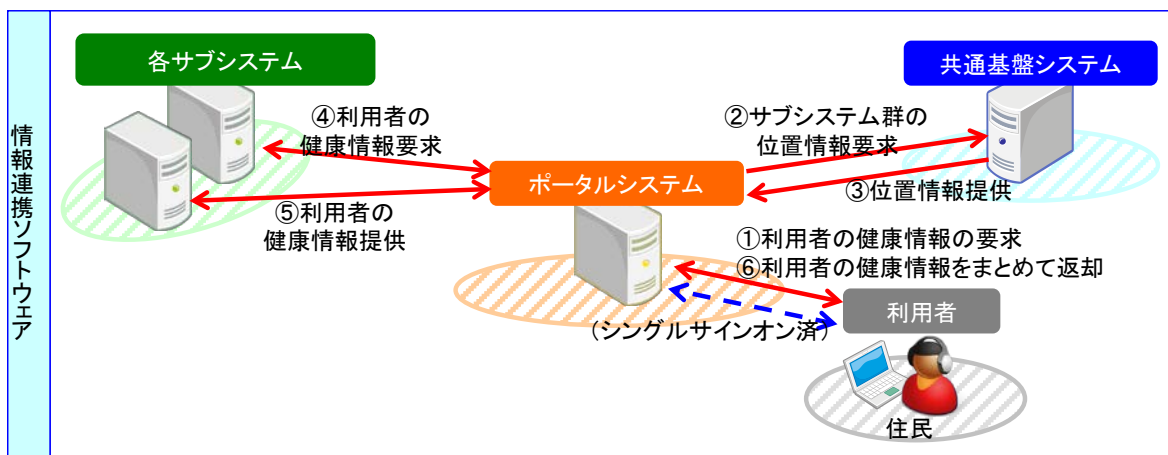 情報連携ソフトウェア
各サブシステム
共通基盤システム
④利用者の
健康情報要求
②サブシステム群の
位置情報要求
ポータルシステム
③位置情報提供
⑤利用者の
健康情報提供
①利用者の健康情報の要求
⑥利用者の健康情報をまとめて返却
利用者
(シングルサインオン済)
住民